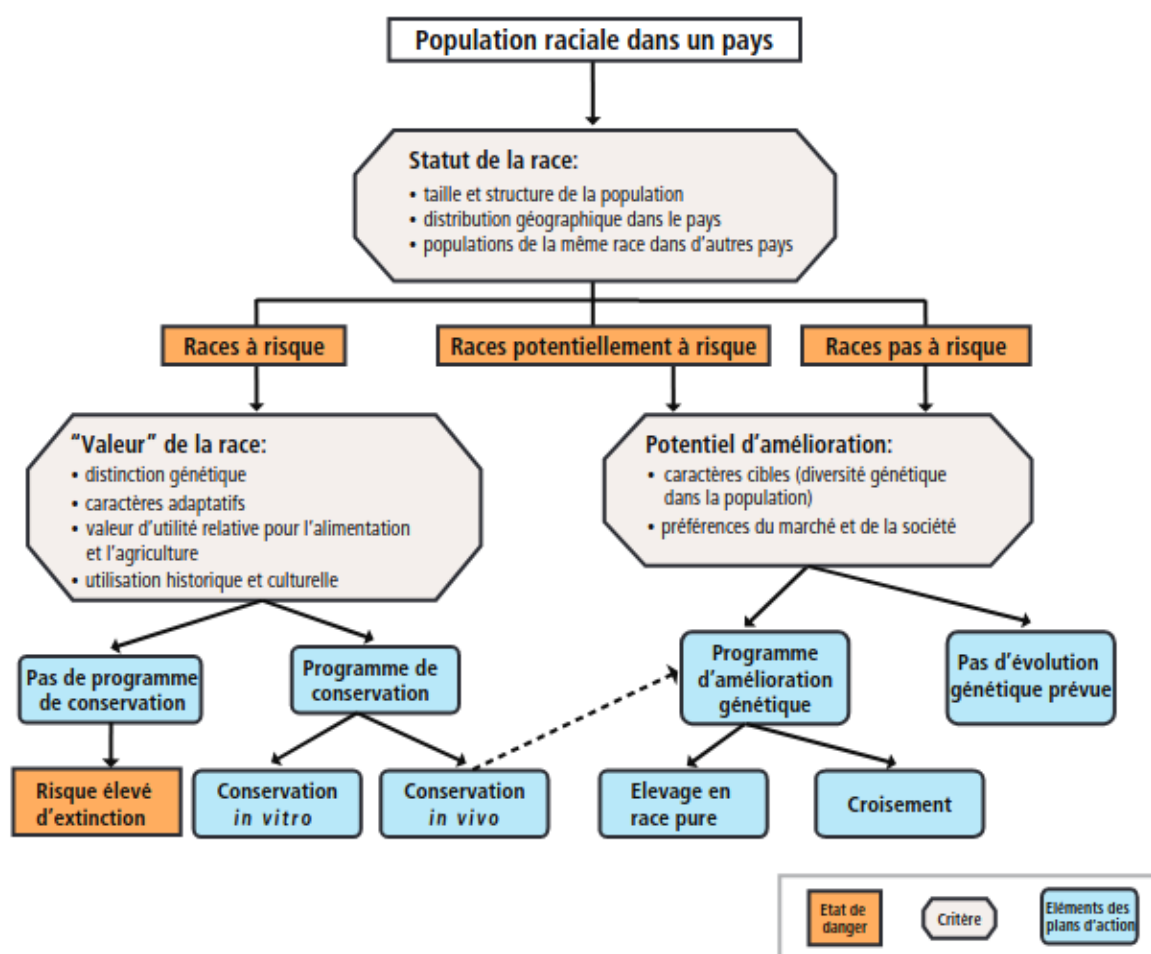 Population raciale dans un pays
Statut de la race:
• taille et structure de la population
• distribution géographique dans le pays
• populations de la même race dans d'autres pays
Races à risque
Races potentiellement à risque
Races pas à risque
“Valeur” de la race:
• distinction génétique
• caractères adaptatifs
• valeur d'utilité relative pour l'alimentation
et l'agriculture
• utilisation historique et culturelle
Potentiel d'amélioration:
• caractères cibles (diversité génétique
dans la population)
• préférences du marché et de la société
Pas de programme
de conservation
Programme de
conservation
Programme
d'amélioration
génétique
Pas d'évolution
génétique prévue
Risque élevé
d'extinction
Conservation
in vitro
Conservation
in vivo
Elevage en
race pure
Croisement
Etat de
danger
Critère
Eléments des
plans d'action